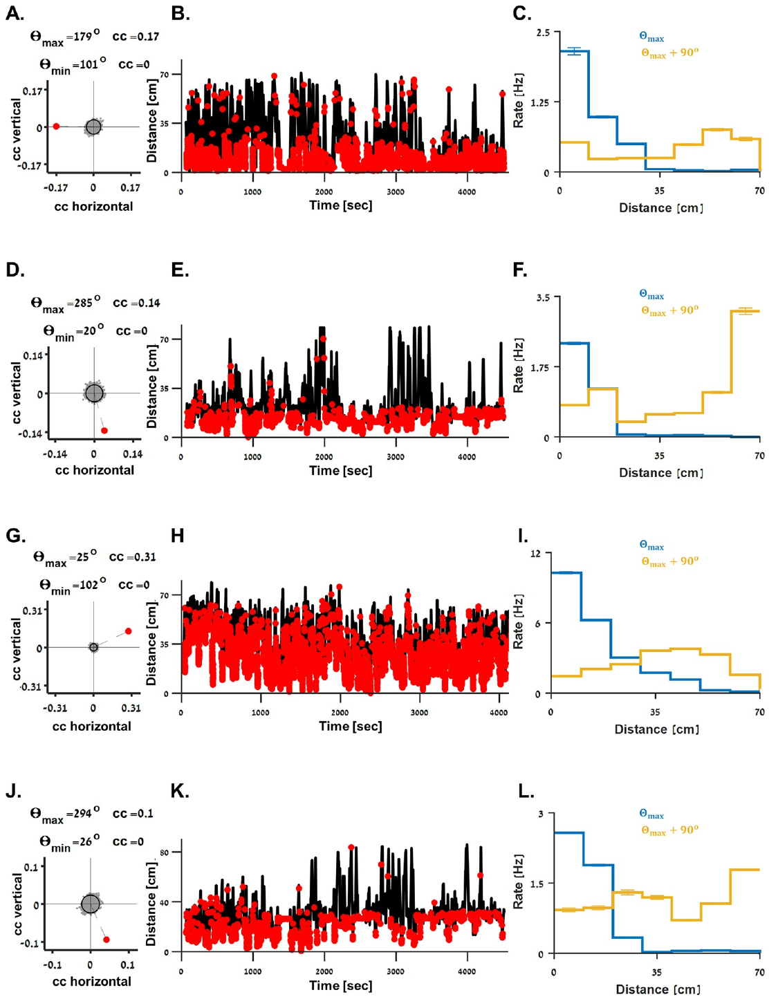 A.
Θmax=179° cc=0.17
Θmin=101° cc=0
0.17
0
-0.17
cc vertical
-0.17 0 0.17
cc horizontal
B.
70
35
0
Distance [cm]
0 1000 2000 3000 4000
Time [sec]
C.
Θmax
Θmax + 90°
2.5
1.25
0
Rate [Hz]
0 35 70
Distance [cm]
D.
Θmax=285° cc=0.14
Θmin=20° cc=0
0.14
0
-0.14
cc vertical
-0.14 0 0.14
cc horizontal
E.
70
35
0
Distance [cm]
0 1000 2000 3000 4000
Time [sec]
F.
Θmax
Θmax + 90°
3.5
1.75
0
Rate [Hz]
0 35 70
Distance [cm]
G.
Θmax=25° cc=0.31
Θmin=102° cc=0
0.31
0
-0.31
cc vertical
-0.31 0 0.31
cc horizontal
H
70
35
0
Distance [cm]
0 1000 2000 3000 4000
Time [sec]
I.
Θmax
Θmax + 90°
12
6
0
Rate [Hz]
0 35 70
Distance [cm]
J.
Θmax=294° cc=0.1
Θmin=26° cc=0
0.1
0
-0.1
cc vertical
-0.1 0 0.1
cc horizontal
K.
80
40
0
Distance [cm]
0 1000 2000 3000 4000
Time [sec]
L.
Θmax
Θmax + 90°
3
1.5
0
Rate [Hz]
0 35 70
Distance [cm]